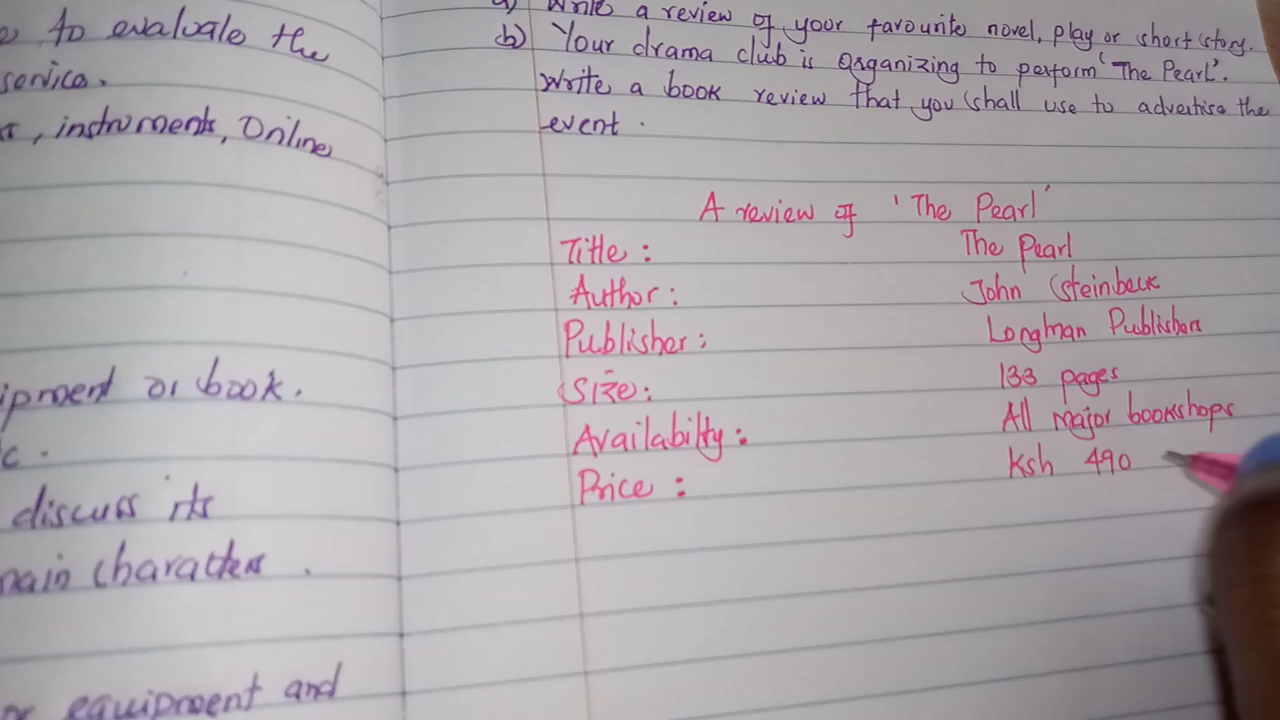 to evaluate the
service.
, instruments, Online
ipment or book.
c.
discuss its
main character.
or equipment and
a) Write a review of your favourite novel, play or short story.
b) Your drama club is organizing to perform 'The Pearl'.
Write a book review that you shall use to advertise the
event.
A review of 'The Pearl'
Title : The Pearl
Author : John Steinbeck
Publisher : Longman Publishers
Size : 133 pages
Availabilty : All major bookshops
Price : Ksh 490